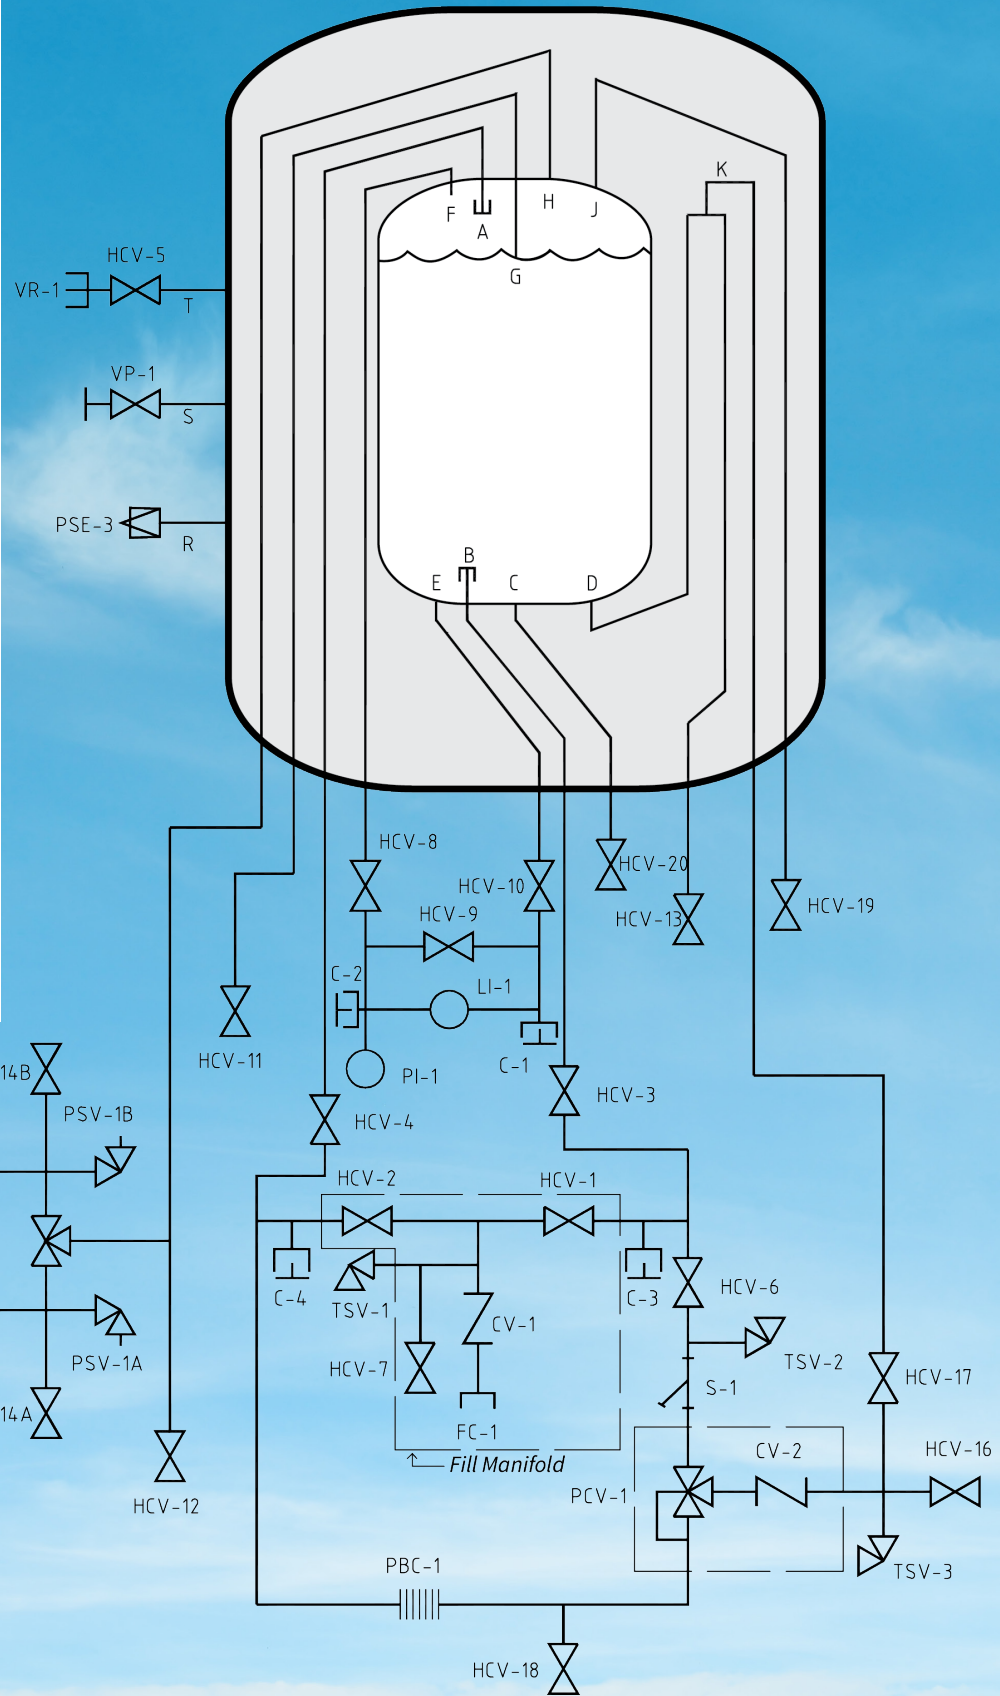 K
H
J
F
A
G
HCV-5
VR-1
T
VP-1
S
PSE-3
R
B
E
C
D
HCV-8
HCV-20
HCV-10
HCV-9
HCV-13
HCV-19
C-2
LI-1
HCV-11
C-1
PI-1
14B
HCV-3
PSV-1B
HCV-4
HCV-2
HCV-1
HCV-6
C-4
C-3
TSV-1
CV-1
PSV-1A
TSV-2
HCV-7
HCV-17
S-1
14A
FC-1
Fill Manifold
CV-2
HCV-16
HCV-12
PCV-1
PBC-1
TSV-3
HCV-18